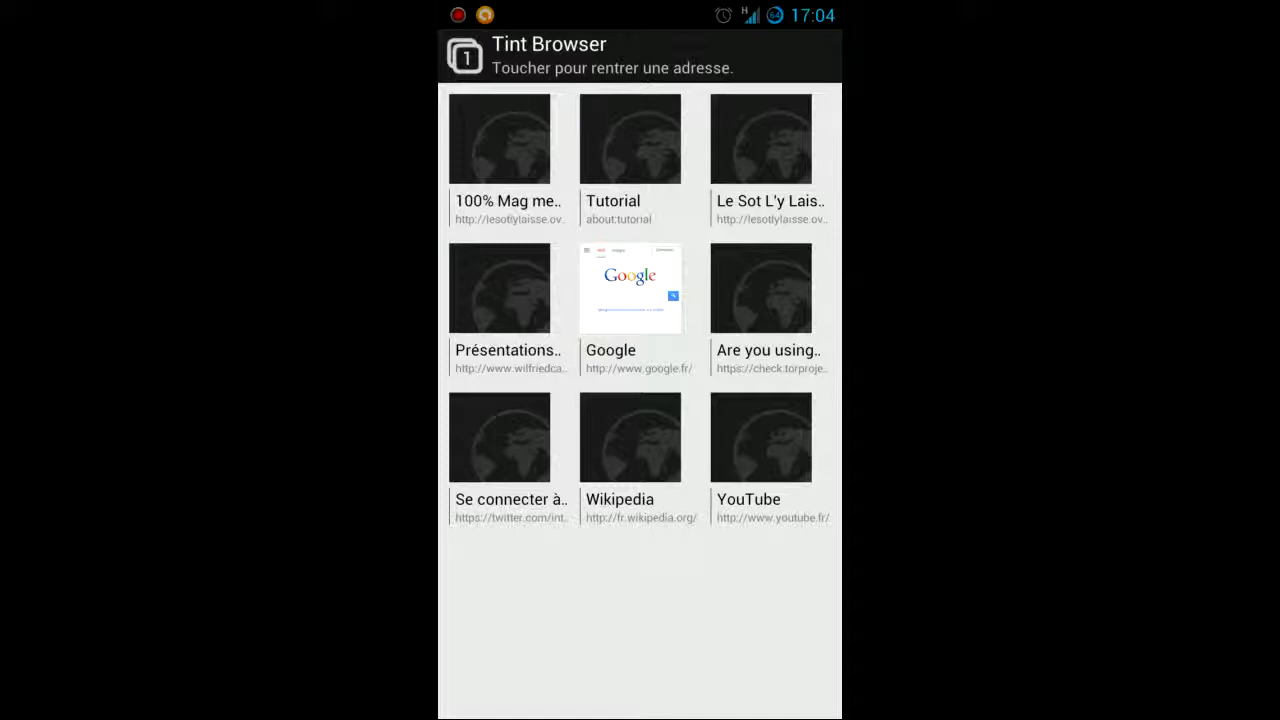 H 64 17:04
1 Tint Browser
Toucher pour rentrer une adresse.
100% Mag me.. Tutorial Le Sot L'y Lais..
http://lesotlylaisse.ov.. about:tutorial http://lesotlylaisse.ov..
Google
Présentations.. Google Are you using..
http://www.wilfriedca.. http://www.google.fr/ https://check.torproje..
Se connecter à.. Wikipedia YouTube
https://twitter.com/int.. http://fr.wikipedia.org/ http://www.youtube.fr/